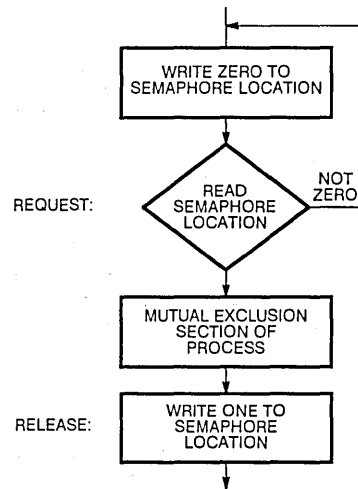 WRITE ZERO TO
SEMAPHORE LOCATION
REQUEST:
READ
SEMAPHORE
LOCATION
NOT
ZERO
MUTUAL EXCLUSION
SECTION OF
PROCESS
RELEASE:
WRITE ONE TO
SEMAPHORE
LOCATION